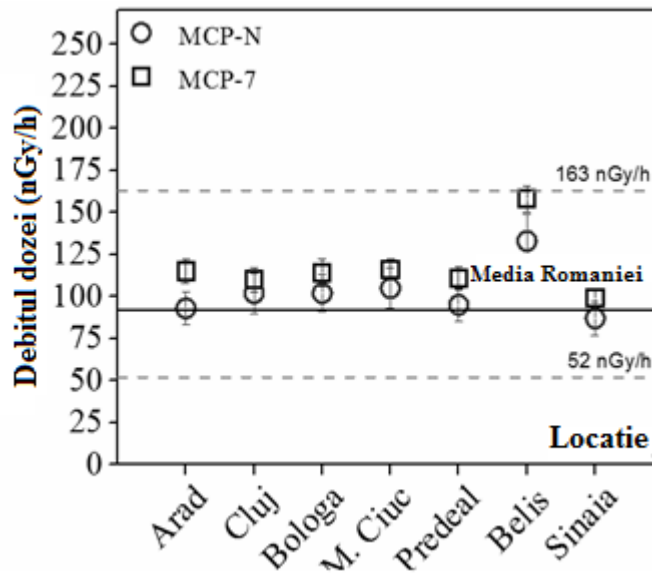 MCP-N
MCP-7
Debitul dozei (nGy/h)
250
225
200
175
150
125
100
75
50
25
0
163 nGy/h
Media Romaniei
52 nGy/h
Locatie
Arad
Cluj
Bologa
M. Ciuc
Predeal
Belis
Sinaia